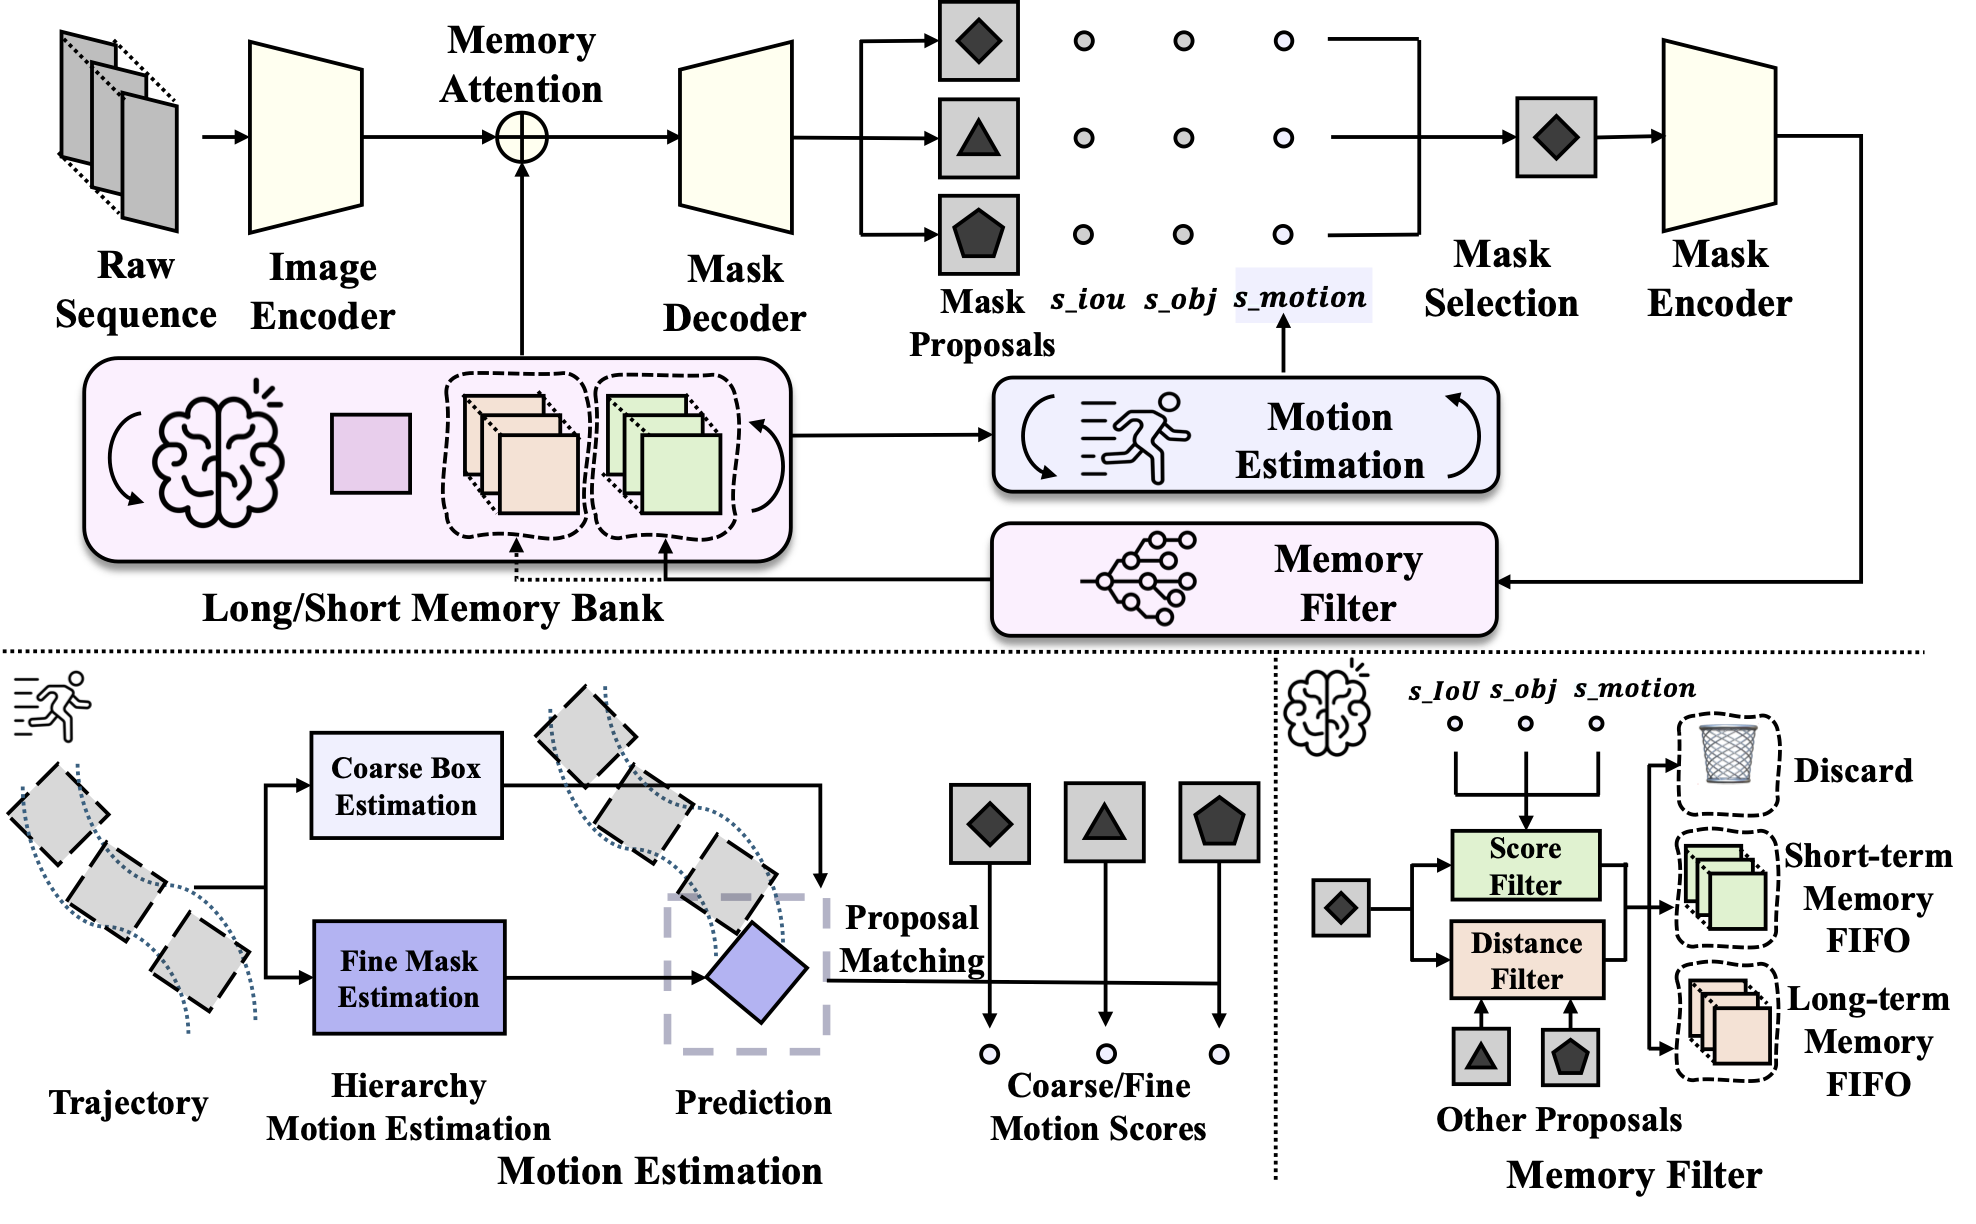 Memory
Attention
Raw
Sequence
Image
Encoder
Mask
Decoder
Mask
Proposals
s_iou
s_obj
s_motion
Mask
Selection
Mask
Encoder
Motion
Estimation
Memory
Filter
Long/Short Memory Bank
Coarse Box
Estimation
Fine Mask
Estimation
Proposal
Matching
Trajectory
Hierarchy
Motion Estimation
Prediction
Coarse/Fine
Motion Scores
Motion Estimation
s_IoU
s_obj
s_motion
Score
Filter
Distance
Filter
Discard
Short-term
Memory
FIFO
Long-term
Memory
FIFO
Other Proposals
Memory Filter